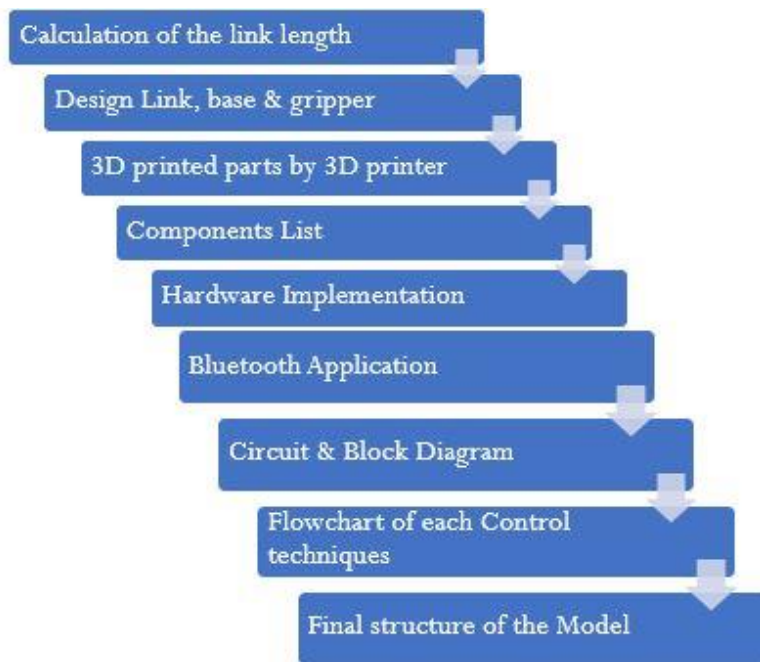 Calculation of the link length
Design Link, base & gripper
3D printed parts by 3D printer
Components List
Hardware Implementation
Bluetooth Application
Circuit & Block Diagram
Flowchart of each Control
techniques
Final structure of the Model